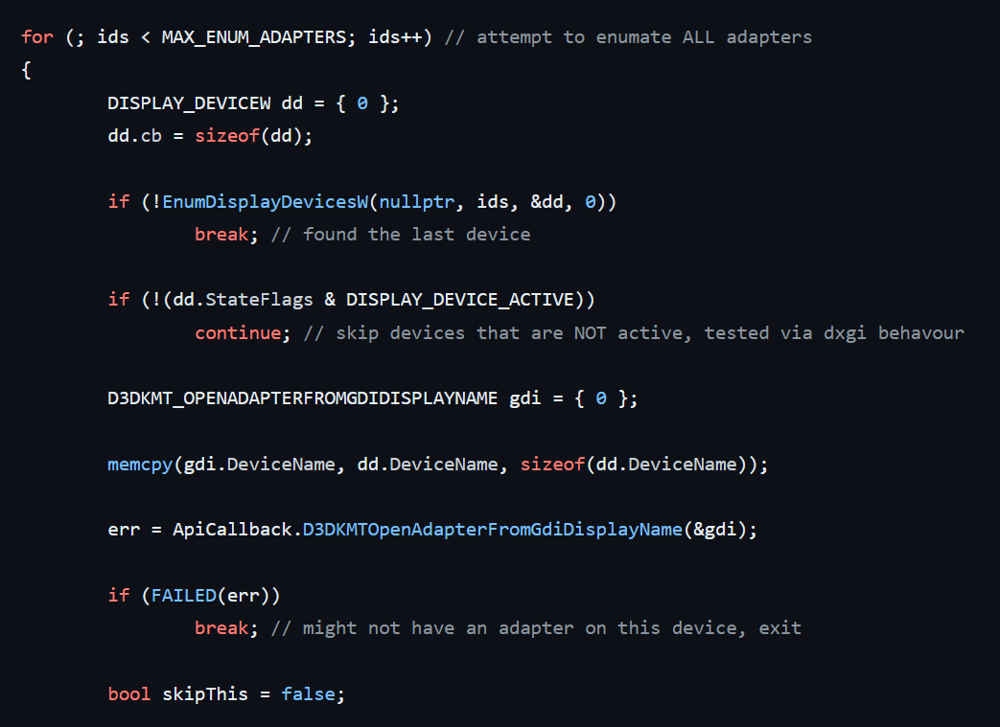 for (; ids < MAX_ENUM_ADAPTERS; ids++) // attempt to enumate ALL adapters
{
DISPLAY_DEVICEW dd = { 0 };
dd.cb = sizeof(dd);
if (!EnumDisplayDevicesW(nullptr, ids, &dd, 0))
break; // found the last device
if (!(dd.StateFlags & DISPLAY_DEVICE_ACTIVE))
continue; // skip devices that are NOT active, tested via dxgi behavour
D3DKMT_OPENADAPTERFROMGDIDISPLAYNAME gdi = { 0 };
memcpy(gdi.DeviceName, dd.DeviceName, sizeof(dd.DeviceName));
err = ApiCallback.D3DKMTOpenAdapterFromGdiDisplayName(&gdi);
if (FAILED(err))
break; // might not have an adapter on this device, exit
bool skipThis = false;